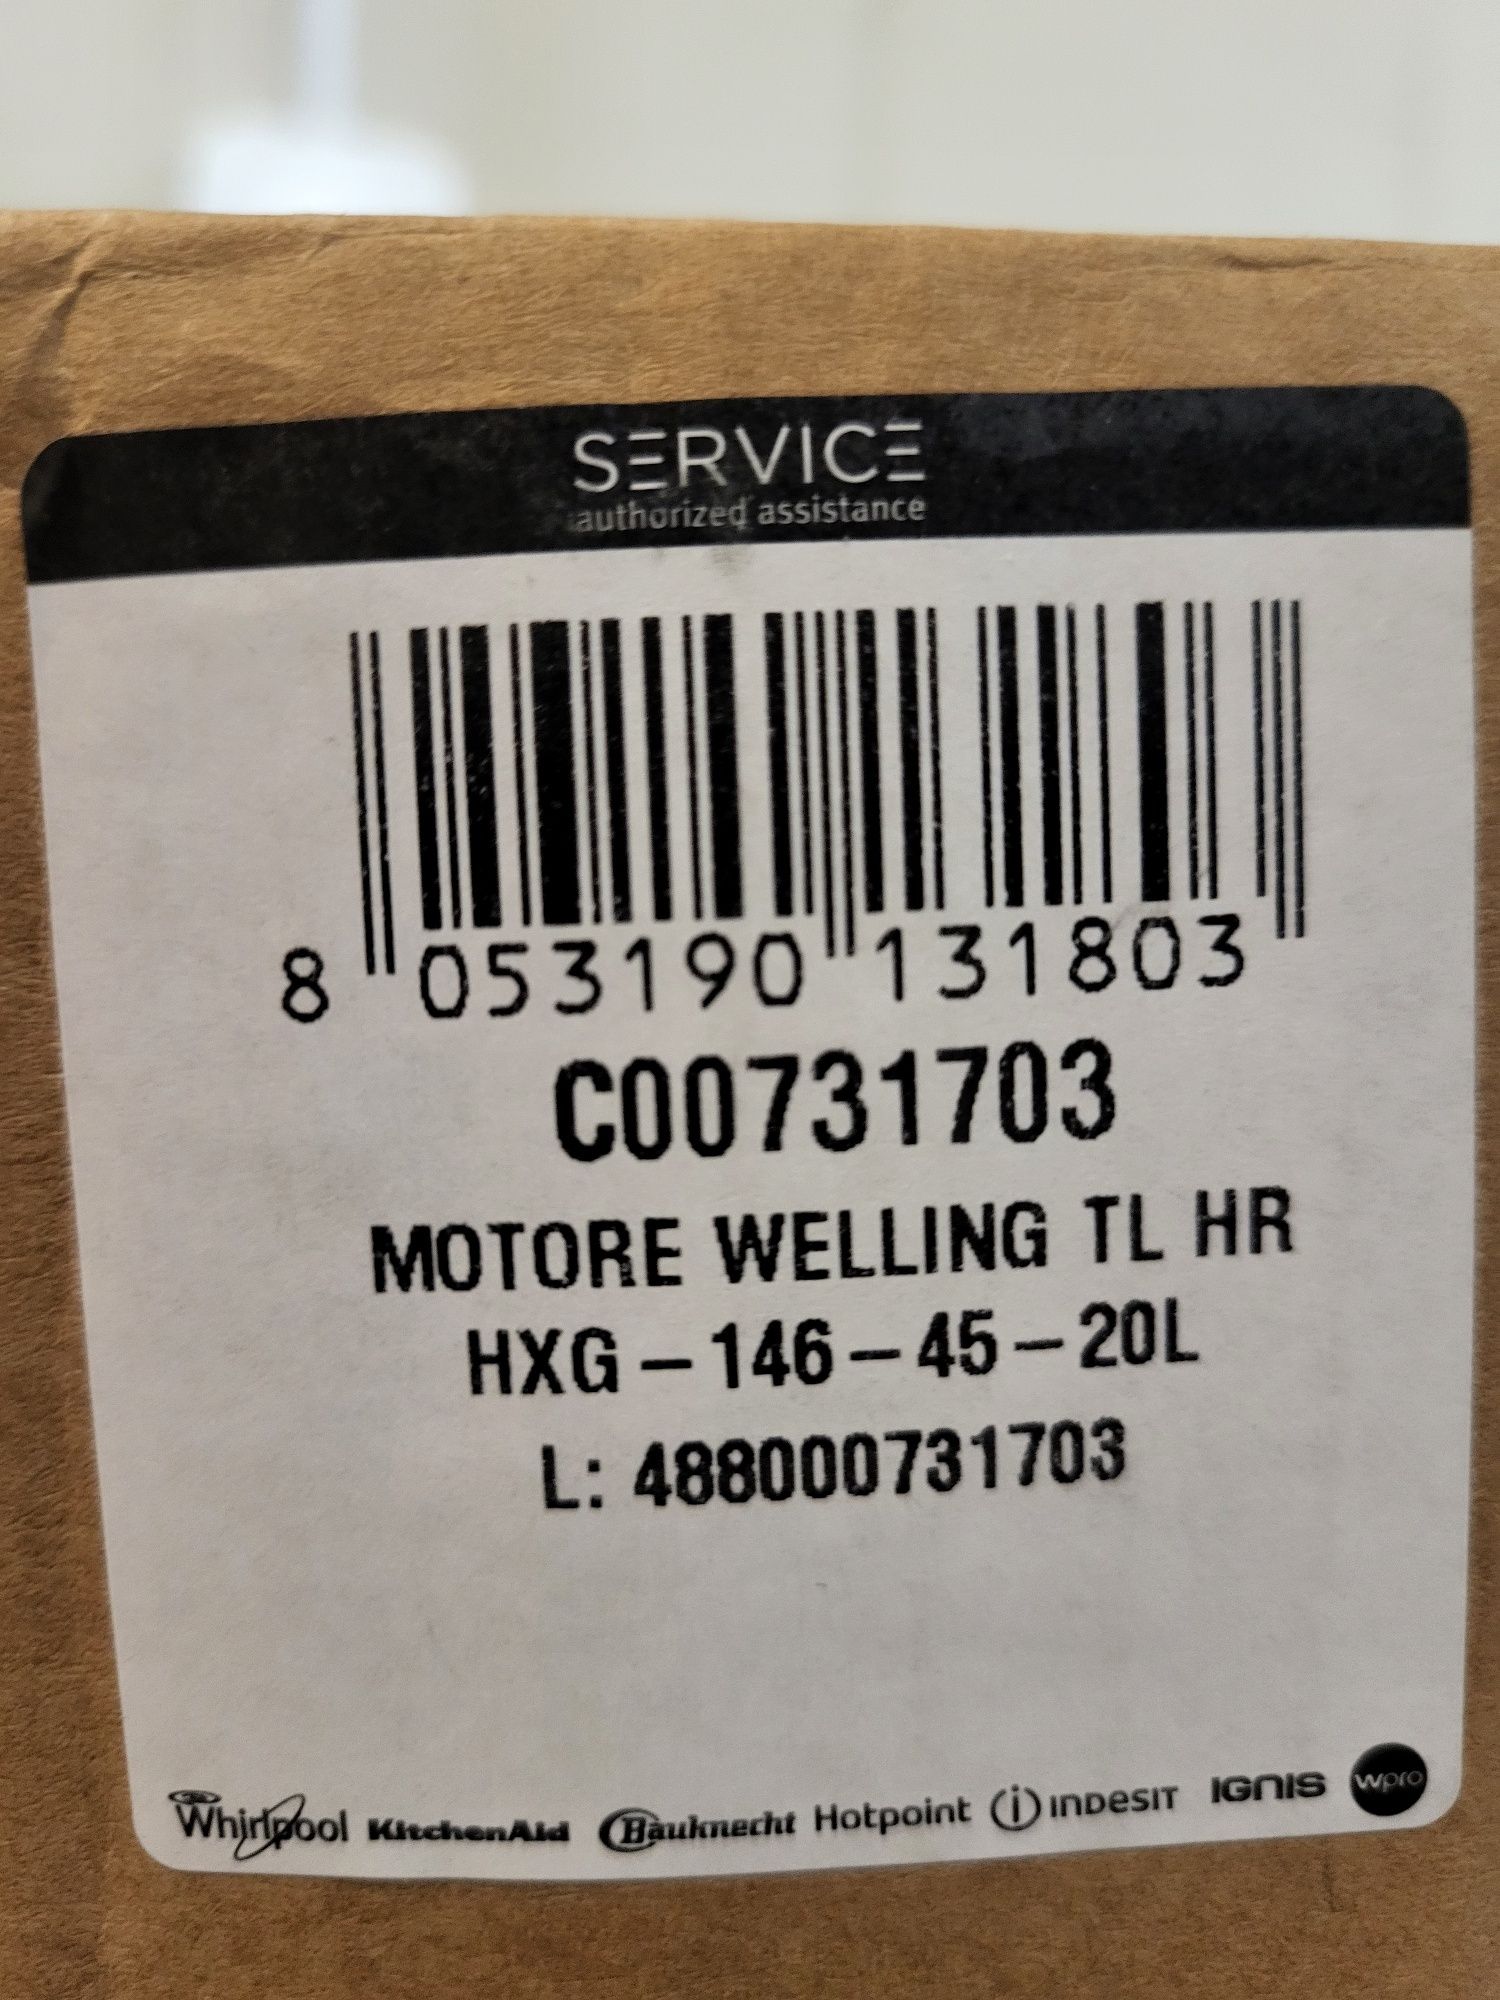 SERVICE
authorized assistance
8 053190 131803
C00731703
MOTORE WELLING TL HR
HXG-146-45-20L
L: 488000731703
Whirlpool KitchenAid Bauknecht Hotpoint i INDESIT IGNIS wpro